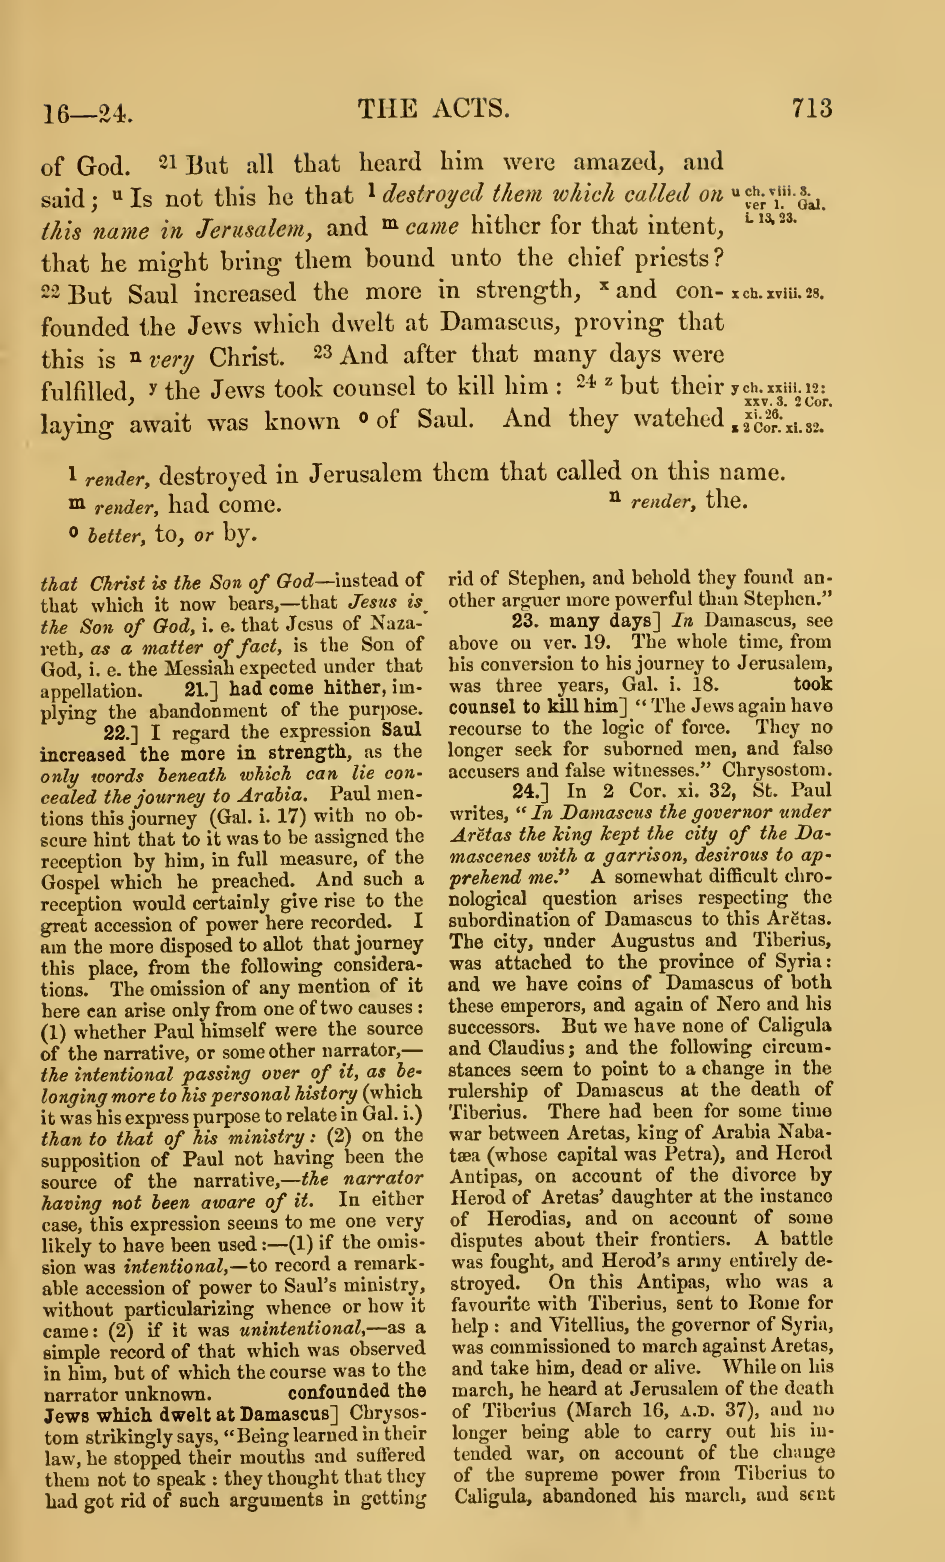 16—24.
THE ACTS.
713
of God. 21 But all that heard him were amazed, and
said; u Is not this he that l destroyed them which called on
this name in Jerusalem, and m came hither for that intent,
that he might bring them bound unto the chief priests?
22 But Saul increased the more in strength, x and con-
founded the Jews which dwelt at Damascus, proving that
this is n very Christ. 23 And after that many days were
fulfilled, y the Jews took counsel to kill him: 24 z but their
laying await was known o of Saul. And they watched
u ch. viii. 3.
ver 1. Gal.
i. 13, 23.
x ch. xviii. 28.
y ch. xxiii. 12:
xxv. 3. 2 Cor.
xi. 26.
z 2 Cor. xi. 32.
l render, destroyed in Jerusalem them that called on this name.
m render, had come.
n render, the.
o better, to, or by.
that Christ is the Son of God—instead of
that which it now bears,—that Jesus is
the Son of God, i. e. that Jesus of Naza-
reth, as a matter of fact, is the Son of
God, i. e. the Messiah expected under that
appellation. 21.] had come hither, im-
plying the abandonment of the purpose.
22.] I regard the expression Saul
increased the more in strength, as the
only words beneath which can lie con-
cealed the journey to Arabia. Paul men-
tions this journey (Gal. i. 17) with no ob-
scure hint that to it was to be assigned the
reception by him, in full measure, of the
Gospel which he preached. And such a
reception would certainly give rise to the
great accession of power here recorded. I
am the more disposed to allot that journey
this place, from the following considera-
tions. The omission of any mention of it
here can arise only from one of two causes:
(1) whether Paul himself were the source
of the narrative, or some other narrator,—
the intentional passing over of it, as be-
longing more to his personal history (which
it was his express purpose to relate in Gal. i.)
than to that of his ministry: (2) on the
supposition of Paul not having been the
source of the narrative,—the narrator
having not been aware of it. In either
case, this expression seems to me one very
likely to have been used:—(1) if the omis-
sion was intentional,—to record a remark-
able accession of power to Saul's ministry,
without particularizing whence or how it
came: (2) if it was unintentional,—as a
simple record of that which was observed
in him, but of which the course was to the
narrator unknown. confounded the
Jews which dwelt at Damascus] Chrysos-
tom strikingly says, "Being learned in their
law, he stopped their mouths and suffered
them not to speak: they thought that they
had got rid of such arguments in getting
rid of Stephen, and behold they found an-
other arguer more powerful than Stephen."
23. many days] In Damascus, see
above on ver. 19. The whole time, from
his conversion to his journey to Jerusalem,
was three years, Gal. i. 18. took
counsel to kill him] "The Jews again have
recourse to the logic of force. They no
longer seek for suborned men, and false
accusers and false witnesses." Chrysostom.
24.] In 2 Cor. xi. 32, St. Paul
writes, "In Damascus the governor under
Arĕtas the king kept the city of the Da-
mascenes with a garrison, desirous to ap-
prehend me." A somewhat difficult chro-
nological question arises respecting the
subordination of Damascus to this Arĕtas.
The city, under Augustus and Tiberius,
was attached to the province of Syria:
and we have coins of Damascus of both
these emperors, and again of Nero and his
successors. But we have none of Caligula
and Claudius; and the following circum-
stances seem to point to a change in the
rulership of Damascus at the death of
Tiberius. There had been for some time
war between Aretas, king of Arabia Naba-
tæa (whose capital was Petra), and Herod
Antipas, on account of the divorce by
Herod of Aretas' daughter at the instance
of Herodias, and on account of some
disputes about their frontiers. A battle
was fought, and Herod's army entirely de-
stroyed. On this Antipas, who was a
favourite with Tiberius, sent to Rome for
help: and Vitellius, the governor of Syria,
was commissioned to march against Aretas,
and take him, dead or alive. While on his
march, he heard at Jerusalem of the death
of Tiberius (March 16, A.D. 37), and no
longer being able to carry out his in-
tended war, on account of the change
of the supreme power from Tiberius to
Caligula, abandoned his march, and sent